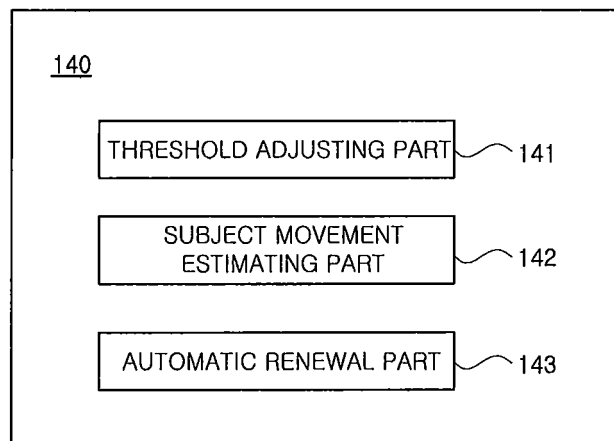 140
THRESHOLD ADJUSTING PART 141
SUBJECT MOVEMENT
ESTIMATING PART 142
AUTOMATIC RENEWAL PART 143